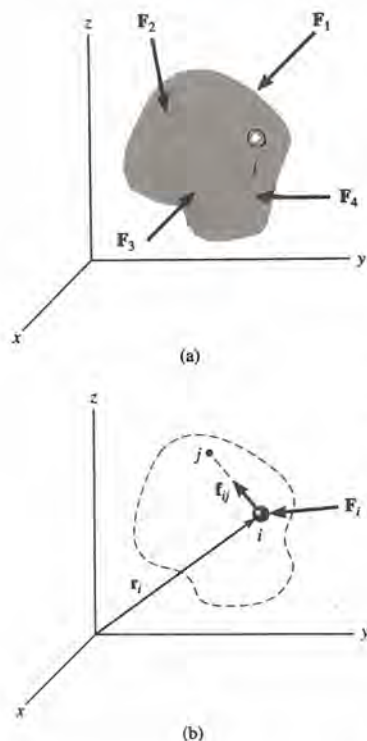 z
F₂
F₁
i
F₄
F₃
y
x
(a)
z
j
fᵢⱼ
Fᵢ
i
rᵢ
y
x
(b)